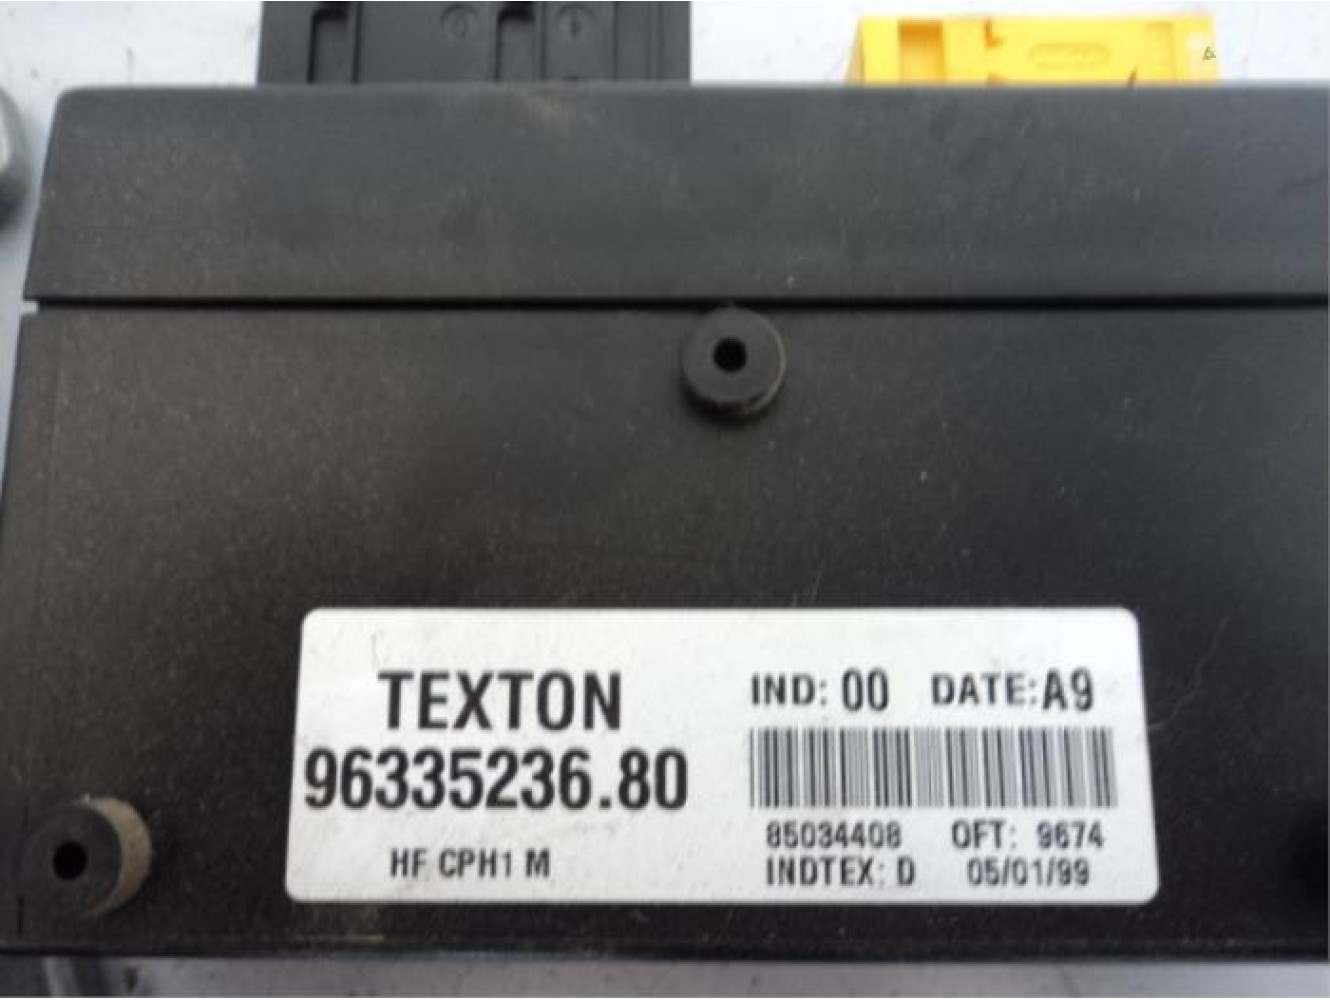 TEXTON
96335236.80
HF CPH1 M
IND: 00 DATE: A9
85034408 OFT: 9674
INDTEX: D 05/01/99